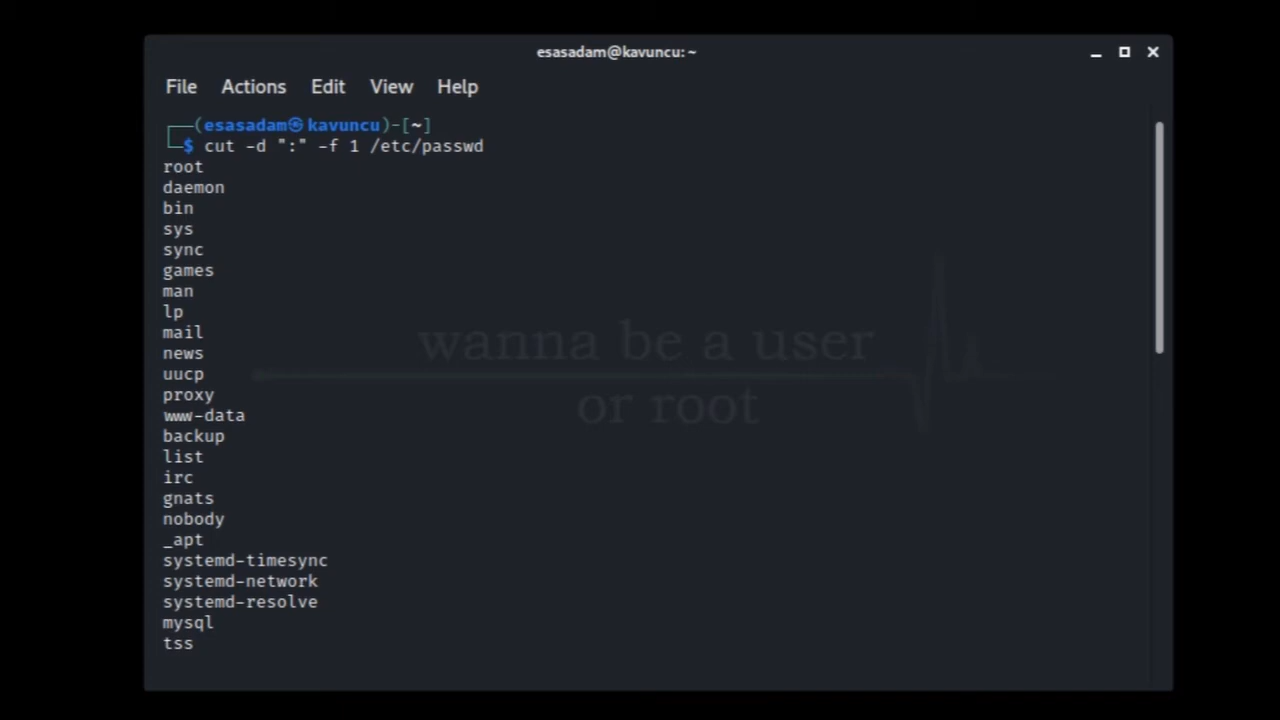 esasadam@kavuncu: ~
File Actions Edit View Help
┌──(esasadam㉿kavuncu)-[~]
└─$ cut -d ":" -f 1 /etc/passwd
root
daemon
bin
sys
sync
games
man
lp
mail
news
uucp
proxy
www-data
backup
list
irc
gnats
nobody
_apt
systemd-timesync
systemd-network
systemd-resolve
mysql
tss
wanna be a user
or root